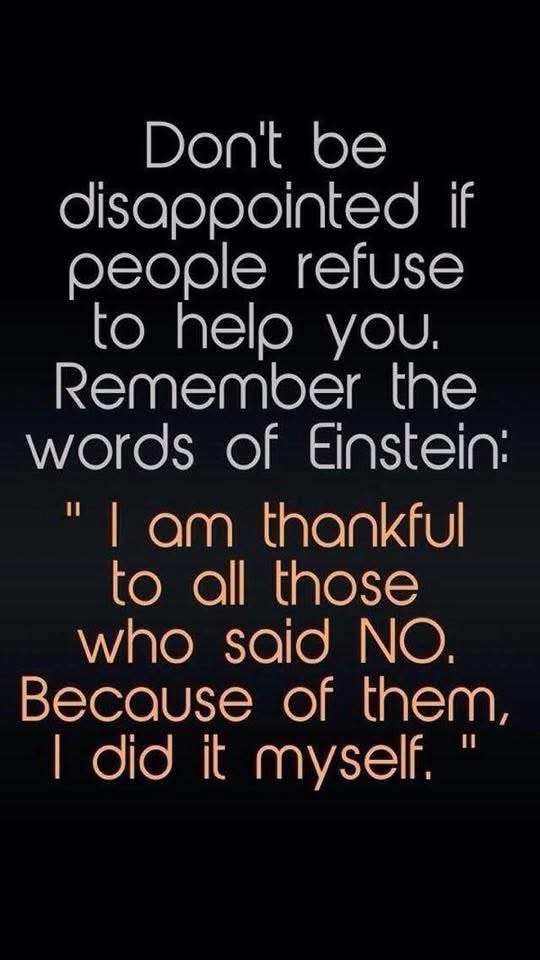 Don't be
disappointed if
people refuse
to help you.
Remember the
words of Einstein:
" I am thankful
to all those
who said NO.
Because of them,
I did it myself. "